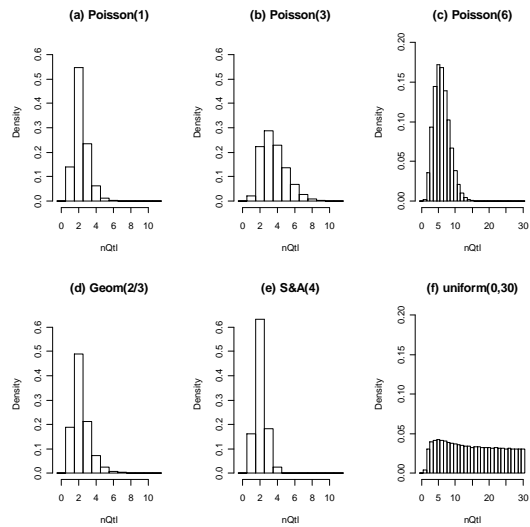 (a) Poisson(1)
(b) Poisson(3)
(c) Poisson(6)
Density
0.0 0.1 0.2 0.3 0.4 0.5 0.6
0 2 4 6 8 10
nQtl
Density
0.0 0.1 0.2 0.3 0.4 0.5 0.6
0 2 4 6 8 10
nQtl
Density
0.00 0.05 0.10 0.15 0.20
0 5 10 20 30
nQtl
(d) Geom(2/3)
(e) S&A(4)
(f) uniform(0,30)
Density
0.0 0.1 0.2 0.3 0.4 0.5 0.6
0 2 4 6 8 10
nQtl
Density
0.0 0.1 0.2 0.3 0.4 0.5 0.6
0 2 4 6 8 10
nQtl
Density
0.00 0.05 0.10 0.15 0.20
0 5 10 20 30
nQtl